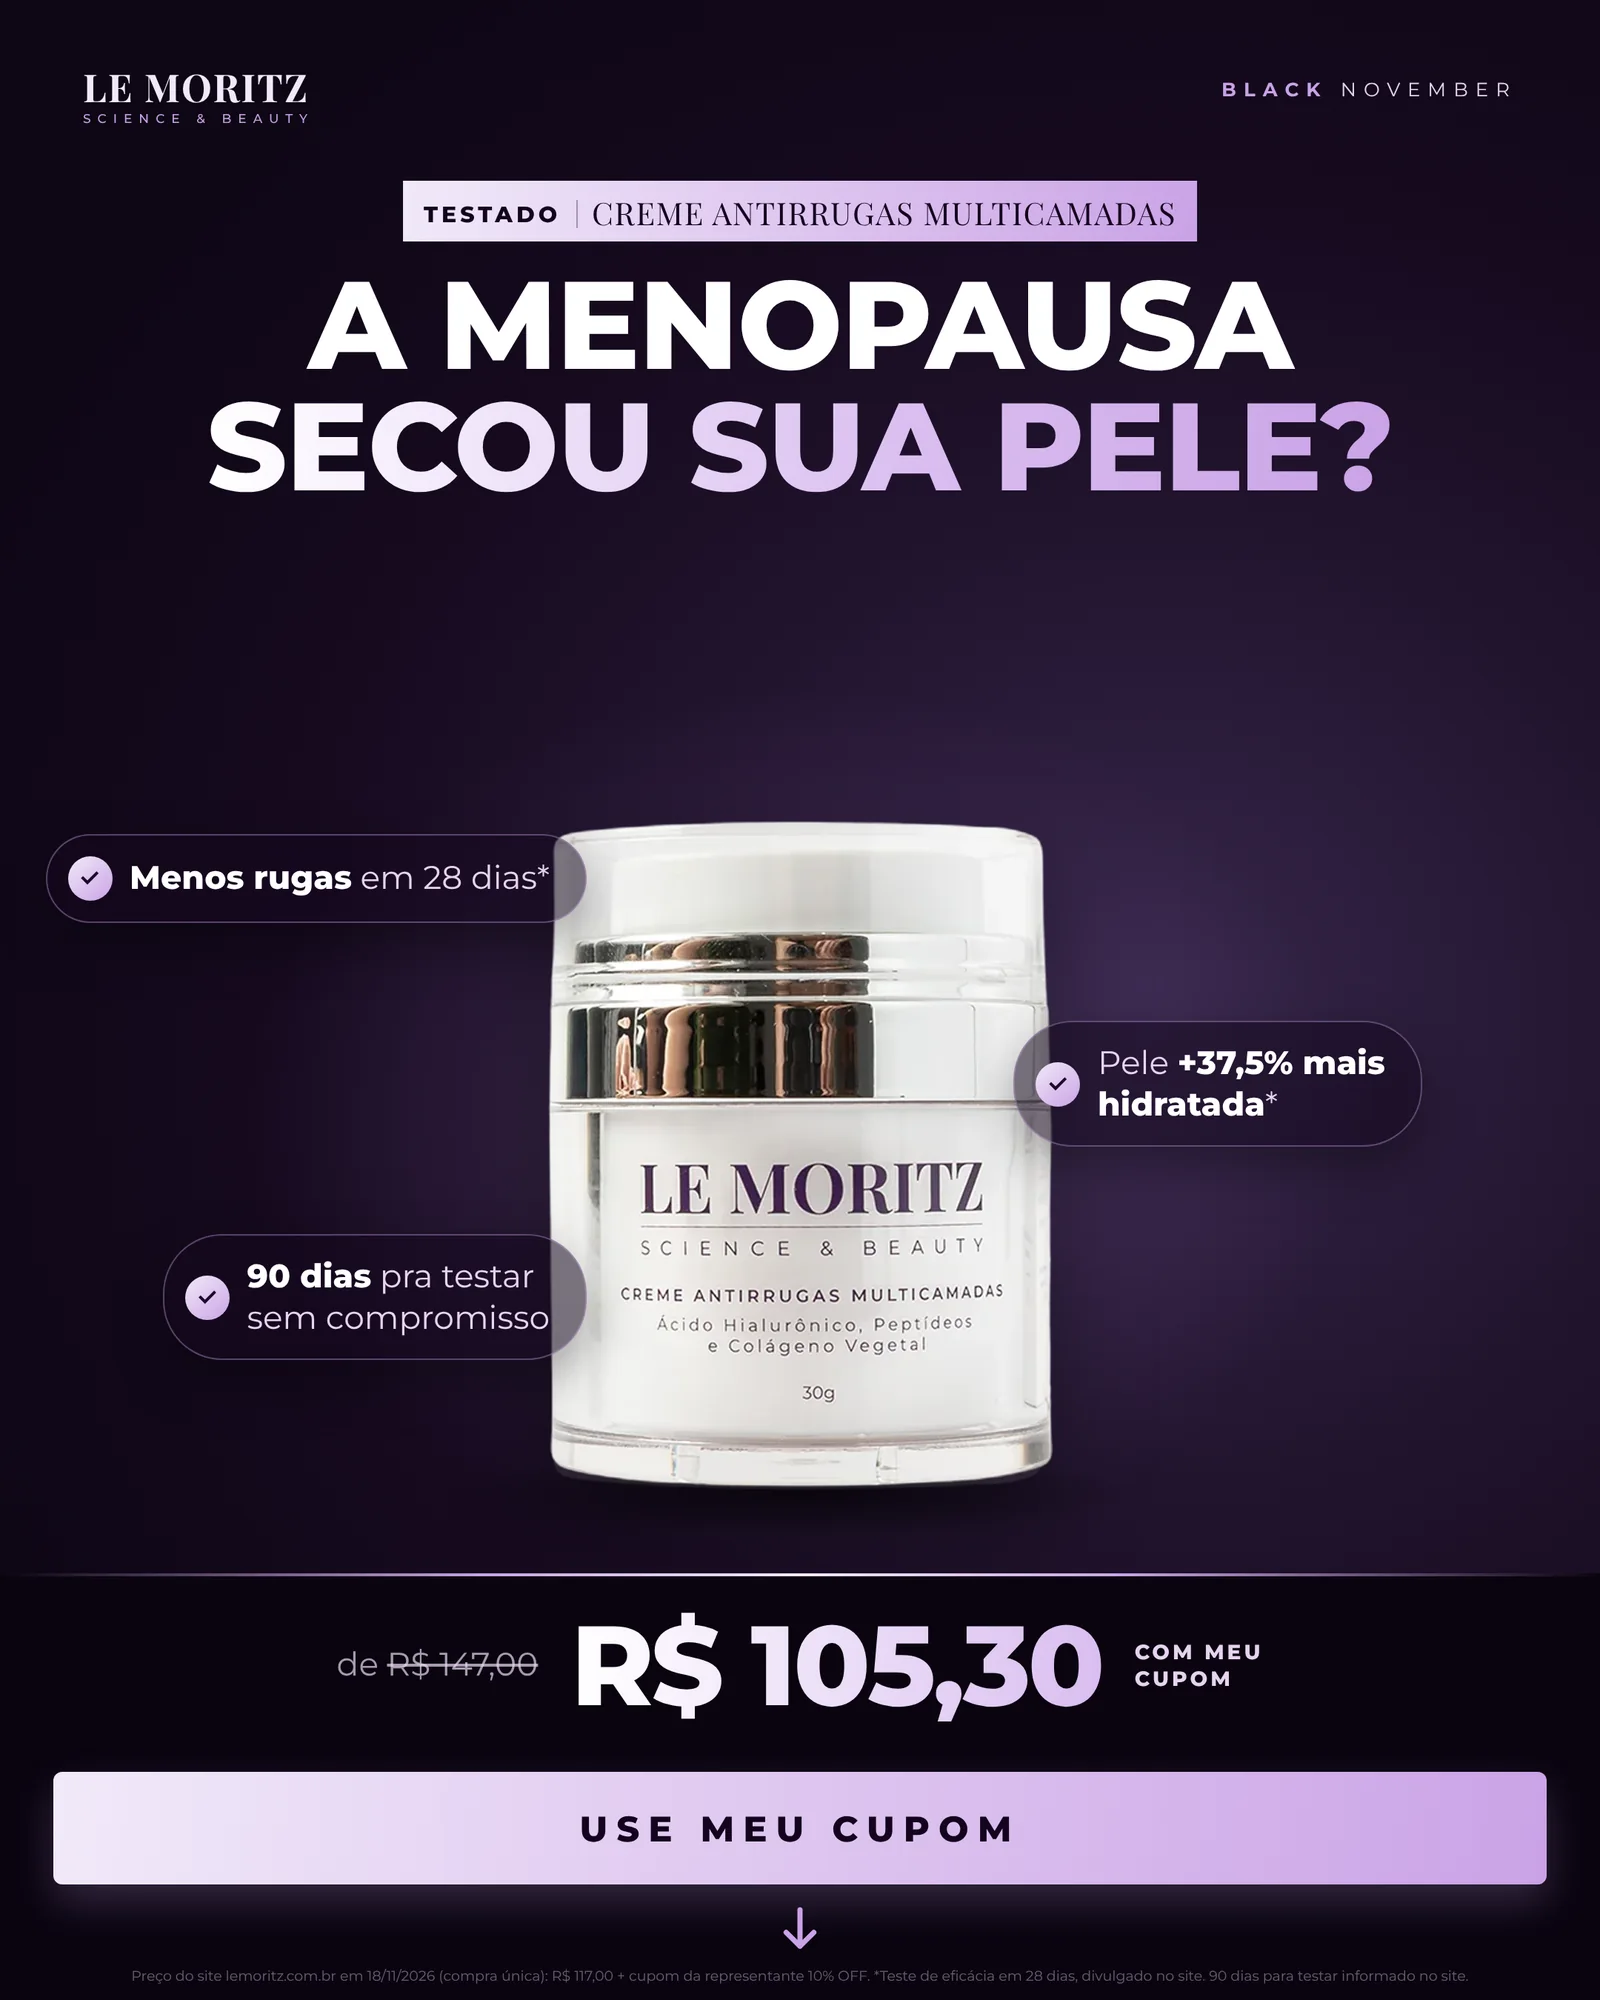 LE MORITZ
SCIENCE & BEAUTY
BLACK NOVEMBER
TESTADO | CREME ANTIRRUGAS MULTICAMADAS
A MENOPAUSA
SECOU SUA PELE?
Menos rugas em 28 dias*
Pele +37,5% mais
hidratada*
LE MORITZ
SCIENCE & BEAUTY
CREME ANTIRRUGAS MULTICAMADAS
Ácido Hialurônico, Peptídeos
e Colágeno Vegetal
30g
90 dias pra testar
sem compromisso
de R$ 147,00 R$ 105,30 COM MEU
CUPOM
USE MEU CUPOM
Preço do site lemoritz.com.br em 18/11/2026 (compra única): R$ 117,00 + cupom da representante 10% OFF. *Teste de eficácia em 28 dias, divulgado no site. 90 dias para testar informado no site.